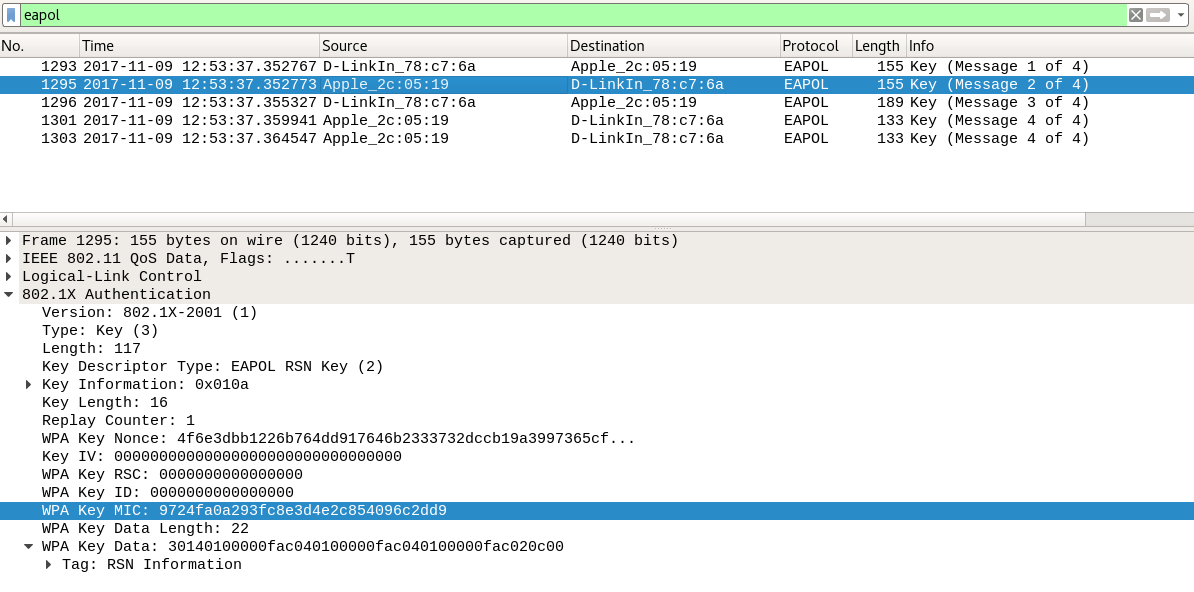 eapol
No. Time Source Destination Protocol Length Info
1293 2017-11-09 12:53:37.352767 D-LinkIn_78:c7:6a Apple_2c:05:19 EAPOL 155 Key (Message 1 of 4)
1295 2017-11-09 12:53:37.352773 Apple_2c:05:19 D-LinkIn_78:c7:6a EAPOL 155 Key (Message 2 of 4)
1296 2017-11-09 12:53:37.355327 D-LinkIn_78:c7:6a Apple_2c:05:19 EAPOL 189 Key (Message 3 of 4)
1301 2017-11-09 12:53:37.359941 Apple_2c:05:19 D-LinkIn_78:c7:6a EAPOL 133 Key (Message 4 of 4)
1303 2017-11-09 12:53:37.364547 Apple_2c:05:19 D-LinkIn_78:c7:6a EAPOL 133 Key (Message 4 of 4)
Frame 1295: 155 bytes on wire (1240 bits), 155 bytes captured (1240 bits)
IEEE 802.11 QoS Data, Flags: .......T
Logical-Link Control
802.1X Authentication
Version: 802.1X-2001 (1)
Type: Key (3)
Length: 117
Key Descriptor Type: EAPOL RSN Key (2)
Key Information: 0x010a
Key Length: 16
Replay Counter: 1
WPA Key Nonce: 4f6e3dbb1226b764dd917646b2333732dccb19a3997365cf...
Key IV: 00000000000000000000000000000000
WPA Key RSC: 0000000000000000
WPA Key ID: 0000000000000000
WPA Key MIC: 9724fa0a293fc8e3d4e2c854096c2dd9
WPA Key Data Length: 22
WPA Key Data: 30140100000fac040100000fac040100000fac020c00
Tag: RSN Information